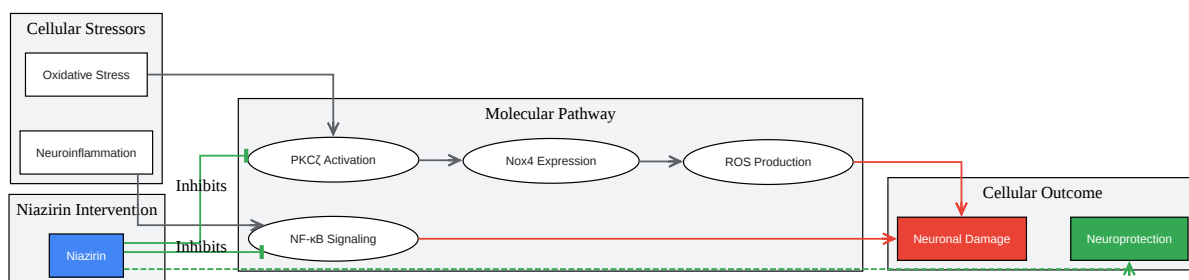 Cellular Stressors
Oxidative Stress
Neuroinflammation
Niazirin Intervention
Niazirin
Inhibits
Inhibits
Molecular Pathway
PKCζ Activation
Nox4 Expression
ROS Production
NF-κB Signaling
Cellular Outcome
Neuronal Damage
Neuroprotection